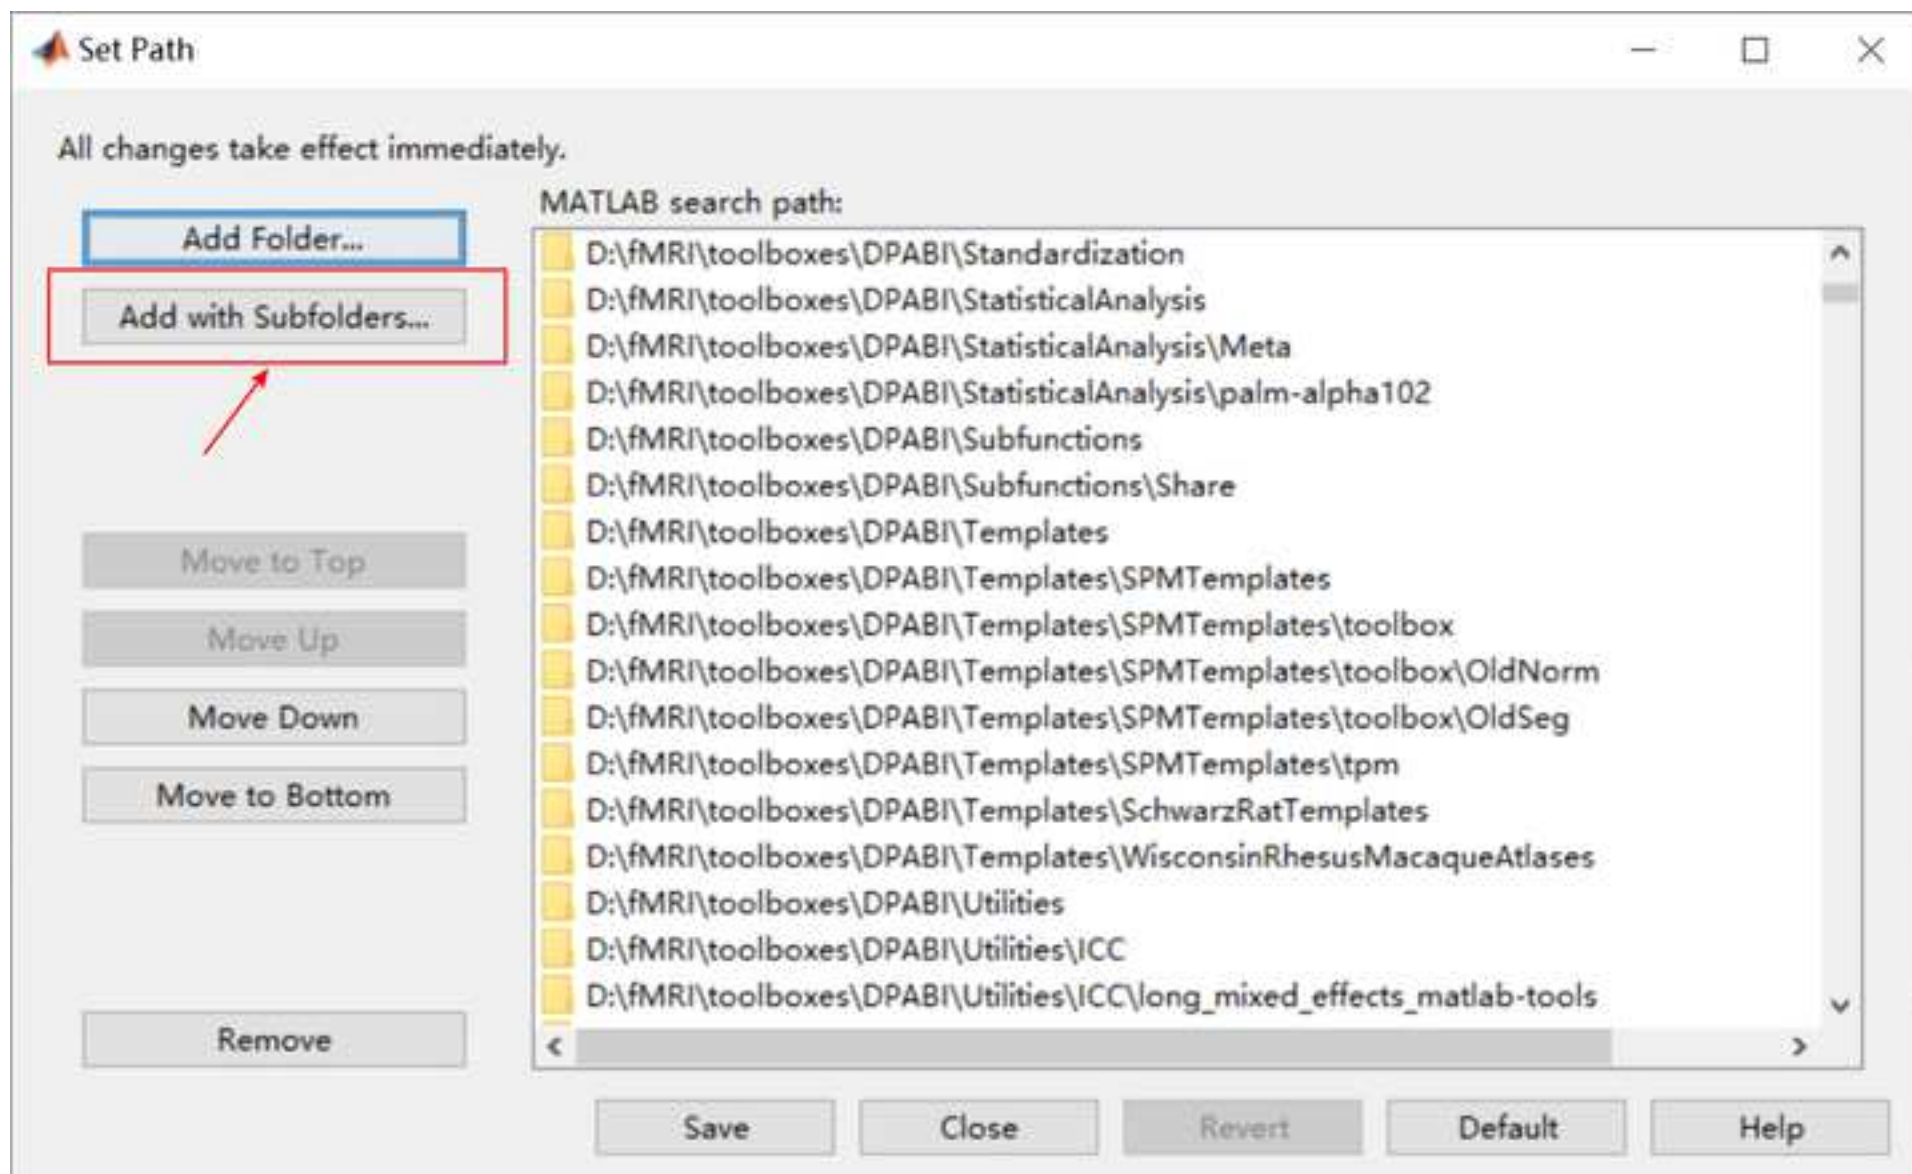 Set Path
All changes take effect immediately.
Add Folder...
Add with Subfolders...
Move to Top
Move Up
Move Down
Move to Bottom
Remove
MATLAB search path:
D:\fMRI\toolboxes\DPABI\Standardization
D:\fMRI\toolboxes\DPABI\StatisticalAnalysis
D:\fMRI\toolboxes\DPABI\StatisticalAnalysis\Meta
D:\fMRI\toolboxes\DPABI\StatisticalAnalysis\palm-alpha102
D:\fMRI\toolboxes\DPABI\Subfunctions
D:\fMRI\toolboxes\DPABI\Subfunctions\Share
D:\fMRI\toolboxes\DPABI\Templates
D:\fMRI\toolboxes\DPABI\Templates\SPMTemplates
D:\fMRI\toolboxes\DPABI\Templates\SPMTemplates\toolbox
D:\fMRI\toolboxes\DPABI\Templates\SPMTemplates\toolbox\OldNorm
D:\fMRI\toolboxes\DPABI\Templates\SPMTemplates\toolbox\OldSeg
D:\fMRI\toolboxes\DPABI\Templates\SPMTemplates\tpm
D:\fMRI\toolboxes\DPABI\Templates\SchwarzRatTemplates
D:\fMRI\toolboxes\DPABI\Templates\WisconsinRhesusMacaqueAtlases
D:\fMRI\toolboxes\DPABI\Utilities
D:\fMRI\toolboxes\DPABI\Utilities\ICC
D:\fMRI\toolboxes\DPABI\Utilities\ICC\long_mixed_effects_matlab-tools
Save
Close
Revert
Default
Help